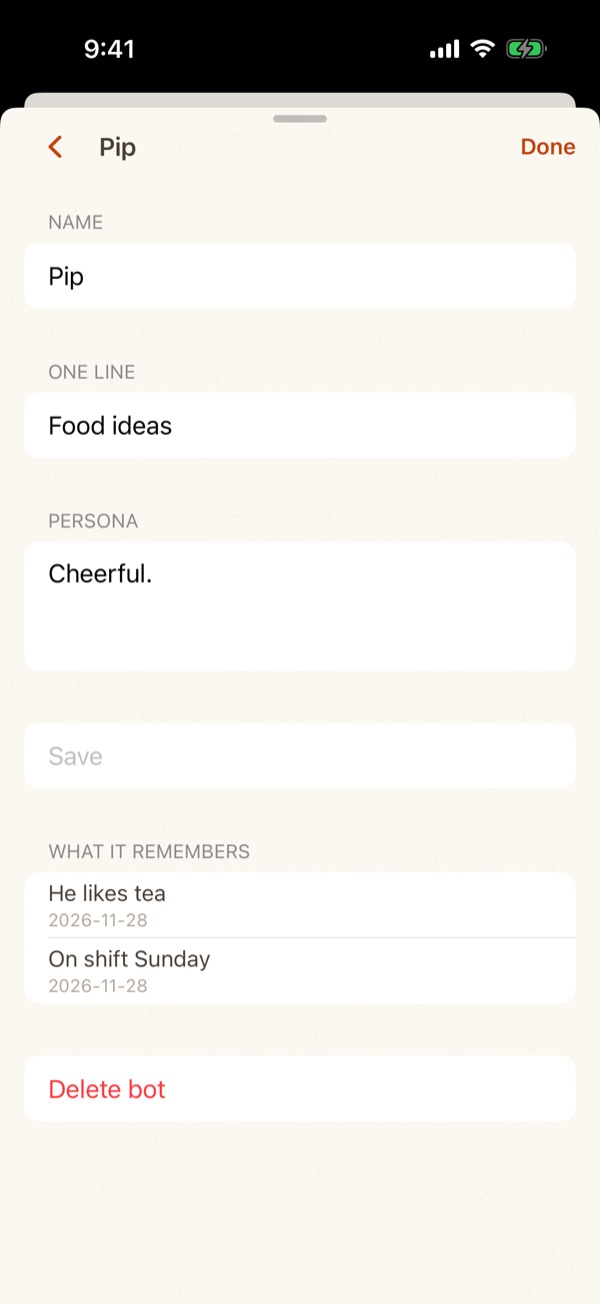 9:41
Pip
Done
NAME
Pip
ONE LINE
Food ideas
PERSONA
Cheerful.
Save
WHAT IT REMEMBERS
He likes tea
2026-11-28
On shift Sunday
2026-11-28
Delete bot